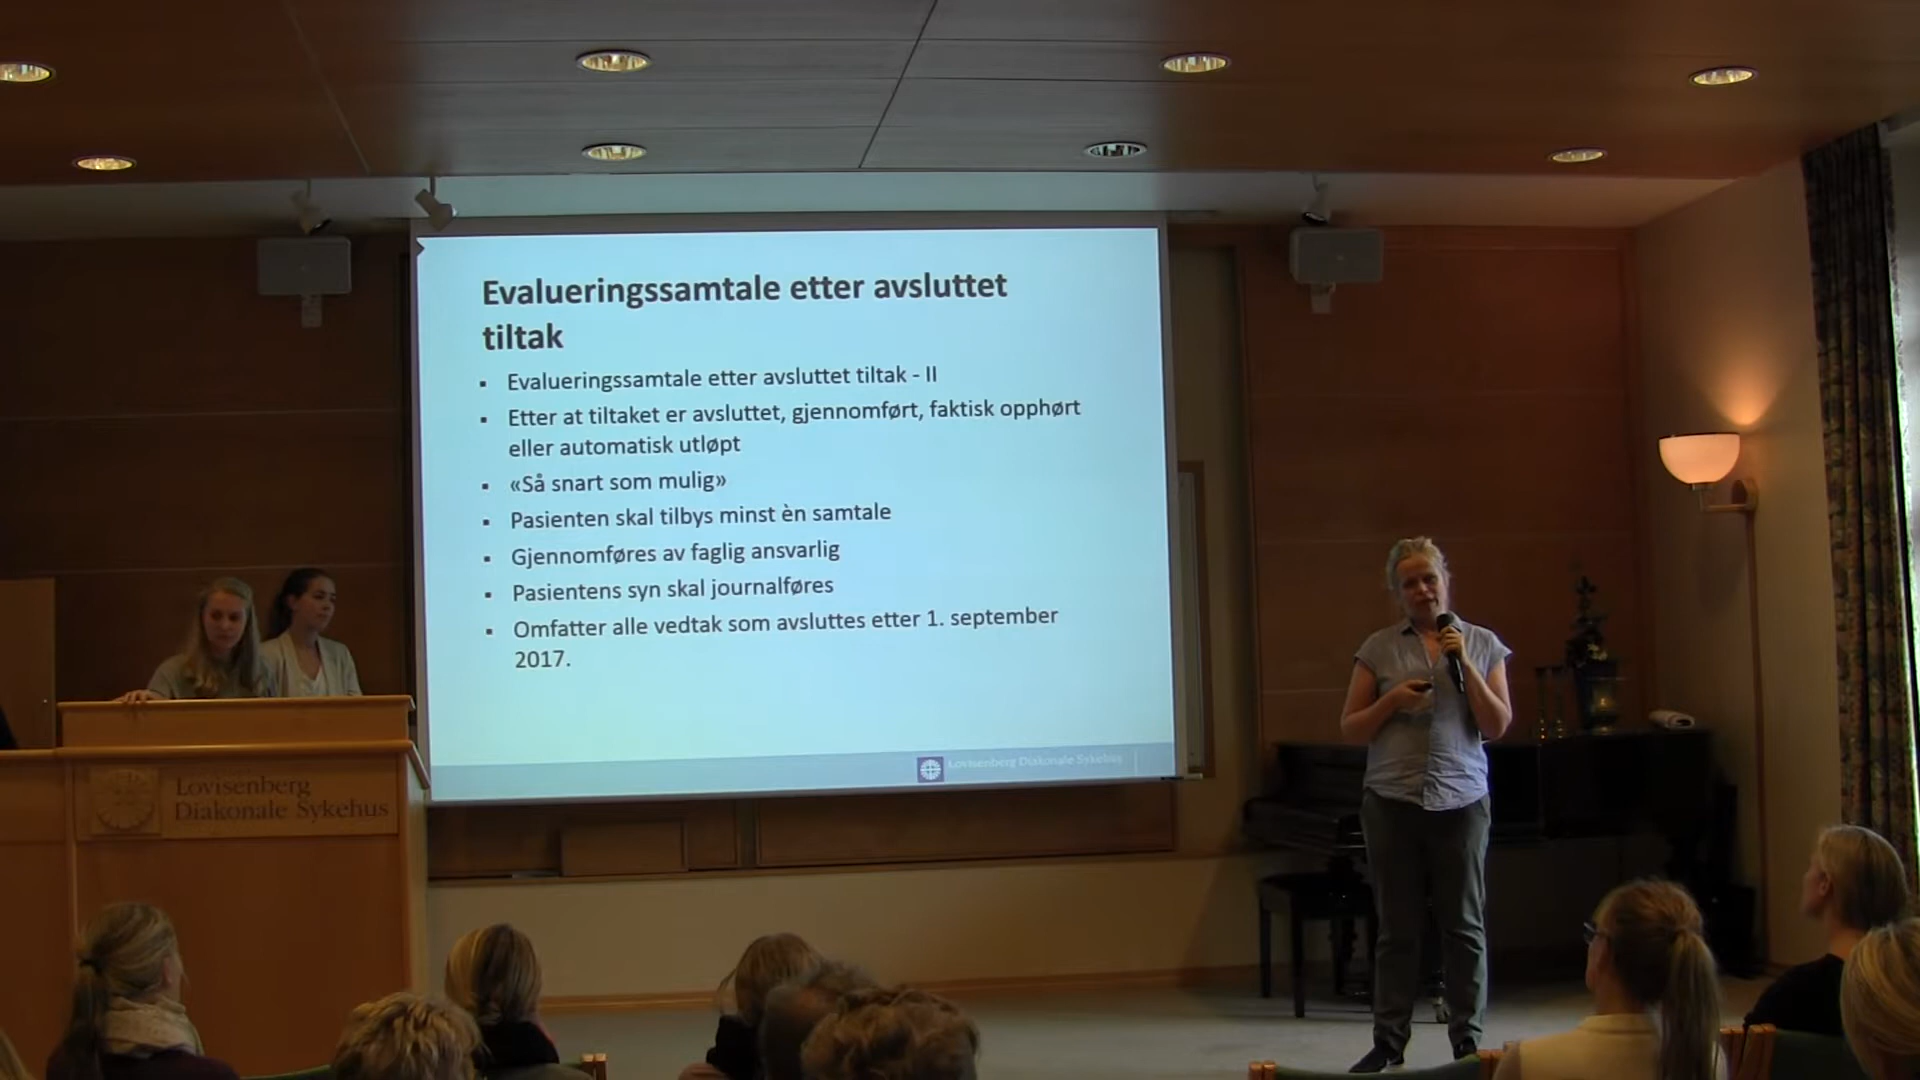 Evalueringssamtale etter avsluttet
tiltak
Evalueringssamtale etter avsluttet tiltak - II
Etter at tiltaket er avsluttet, gjennomført, faktisk opphørt
eller automatisk utløpt
«Så snart som mulig»
Pasienten skal tilbys minst èn samtale
Gjennomføres av faglig ansvarlig
Pasientens syn skal journalføres
Omfatter alle vedtak som avsluttes etter 1. september
2017.
Lovisenberg Diakonale Sykehus
Lovisenberg
Diakonale Sykehus